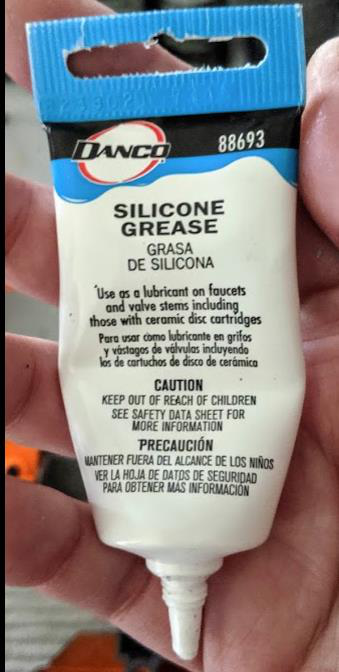 DANCO
88693
SILICONE
GREASE
GRASA
DE SILICONA
Use as a lubricant on faucets
and valve stems including
those with ceramic disc cartridges
Para usar como lubricante en grifos
y vástagos de válvulas incluyendo
los de cartuchos de disco de cerámica
CAUTION
KEEP OUT OF REACH OF CHILDREN
SEE SAFETY DATA SHEET FOR
MORE INFORMATION
PRECAUCIÓN
MANTENER FUERA DEL ALCANCE DE LOS NIÑOS
VER LA HOJA DE DATOS DE SEGURIDAD
PARA OBTENER MAS INFORMACIÓN